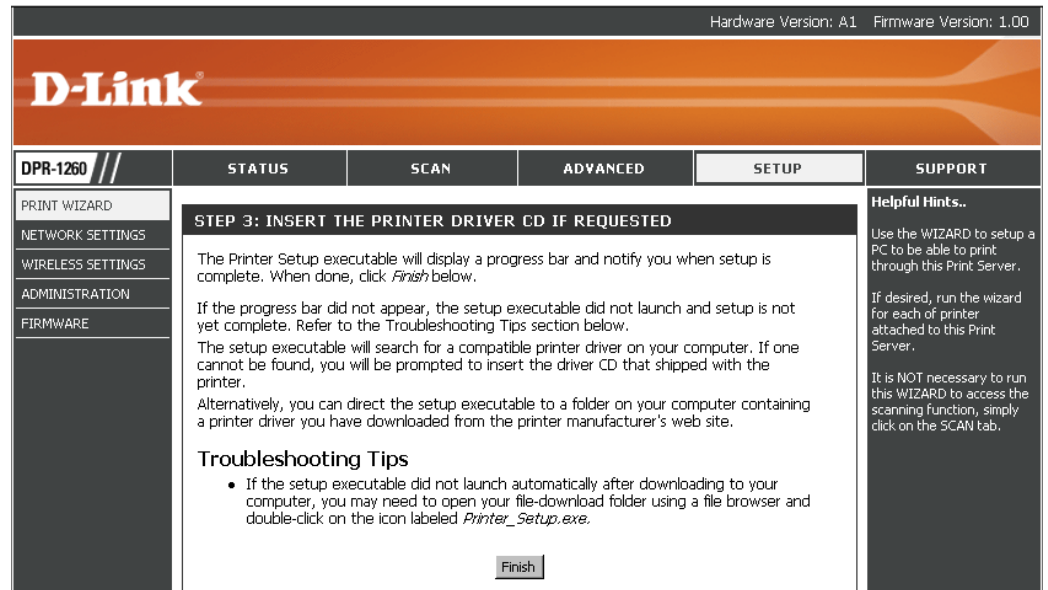 Hardware Version: A1 Firmware Version: 1.00
D-Link®
DPR-1260 ///
STATUS
SCAN
ADVANCED
SETUP
SUPPORT
PRINT WIZARD
NETWORK SETTINGS
WIRELESS SETTINGS
ADMINISTRATION
FIRMWARE
STEP 3: INSERT THE PRINTER DRIVER CD IF REQUESTED
The Printer Setup executable will display a progress bar and notify you when setup is
complete. When done, click Finish below.
If the progress bar did not appear, the setup executable did not launch and setup is not
yet complete. Refer to the Troubleshooting Tips section below.
The setup executable will search for a compatible printer driver on your computer. If one
cannot be found, you will be prompted to insert the driver CD that shipped with the
printer.
Alternatively, you can direct the setup executable to a folder on your computer containing
a printer driver you have downloaded from the printer manufacturer's web site.
Troubleshooting Tips
• If the setup executable did not launch automatically after downloading to your
computer, you may need to open your file-download folder using a file browser and
double-click on the icon labeled Printer_Setup.exe.
Finish
Helpful Hints..
Use the WIZARD to setup a
PC to be able to print
through this Print Server.
If desired, run the wizard
for each of printer
attached to this Print
Server.
It is NOT necessary to run
this WIZARD to access the
scanning function, simply
click on the SCAN tab.